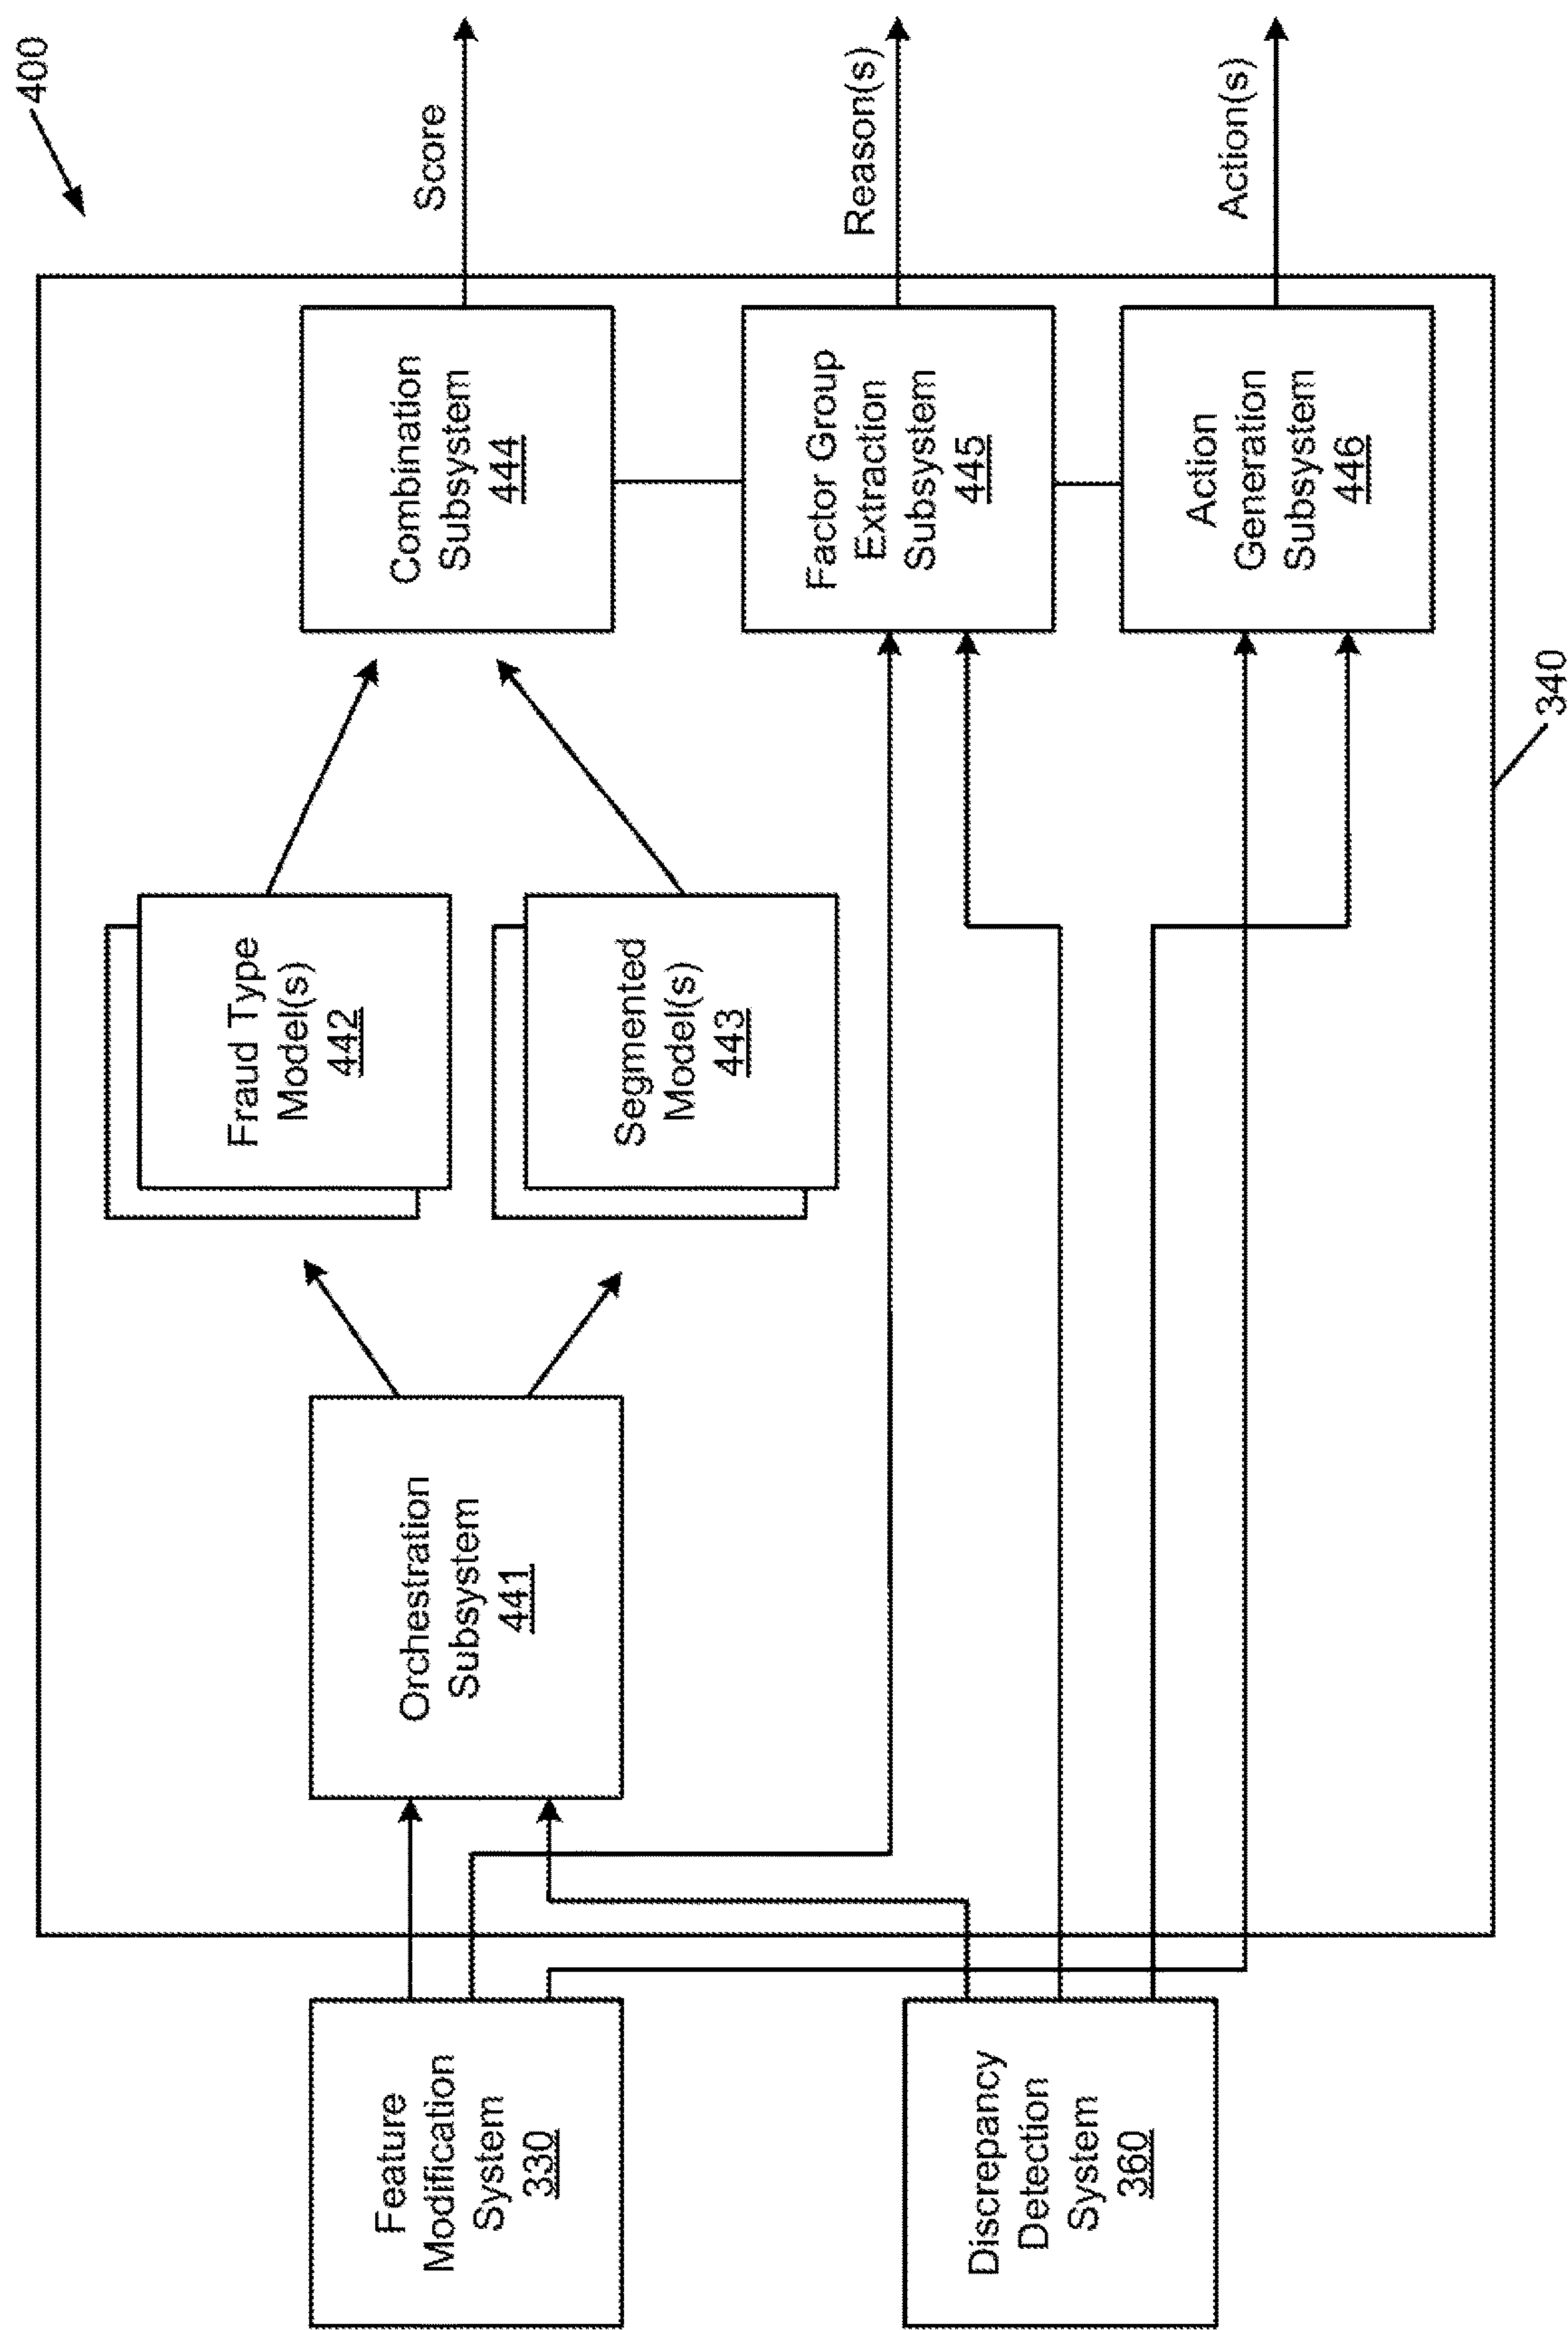 400
Feature
Modification
System
330
Discrepancy
Detection
System
360
Orchestration
Subsystem
441
Fraud Type
Model(s)
442
Segmented
Model(s)
443
Combination
Subsystem
444
Factor Group
Extraction
Subsystem
445
Action
Generation
Subsystem
446
Score
Reason(s)
Action(s)
340